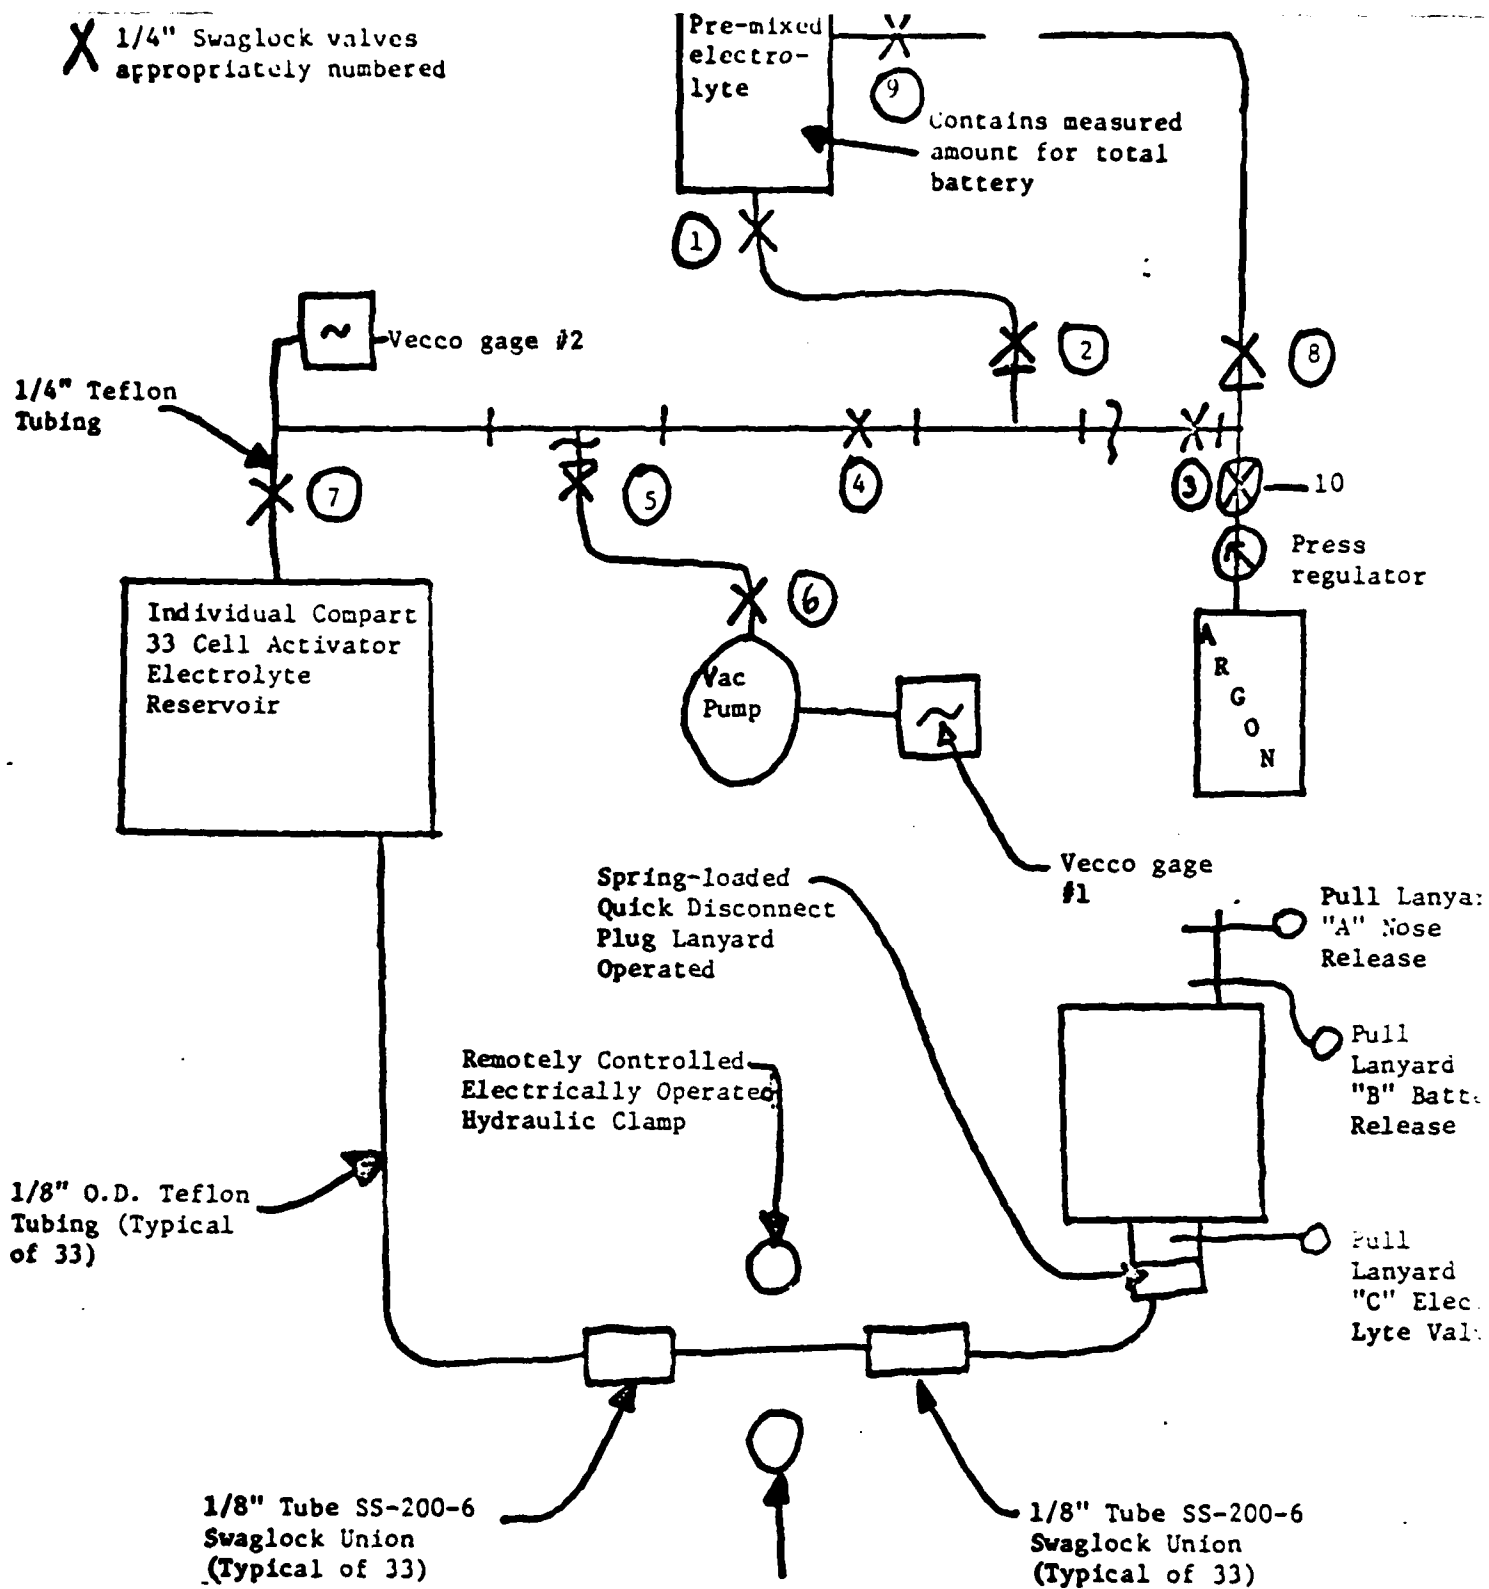 1/4" Swaglock valves
appropriately numbered
Pre-mixed
electro-
lyte
9
Contains measured
amount for total
battery
1
Vecco gage #2
2
8
1/4" Teflon
Tubing
7
5
4
3
10
Press
regulator
6
Individual Compart
33 Cell Activator
Electrolyte
Reservoir
Vac
Pump
A
R
G
O
N
Vecco gage
#1
Spring-loaded
Quick Disconnect
Plug Lanyard
Operated
Pull
"A" Nose
Release
Remotely Controlled
Electrically Operated
Hydraulic Clamp
Pull
Lanyard
"B"
Release
1/8" O.D. Teflon
Tubing (Typical
of 33)
Pull
Lanyard
"C" Elec
Lyte
1/8" Tube SS-200-6
Swaglock Union
(Typical of 33)
1/8" Tube SS-200-6
Swaglock Union
(Typical of 33)